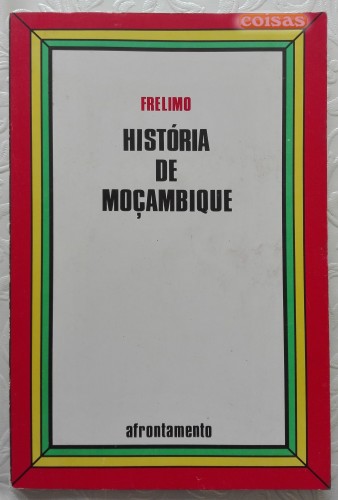 coisas
FRELIMO
HISTÓRIA
DE
MOÇAMBIQUE
afrontamento